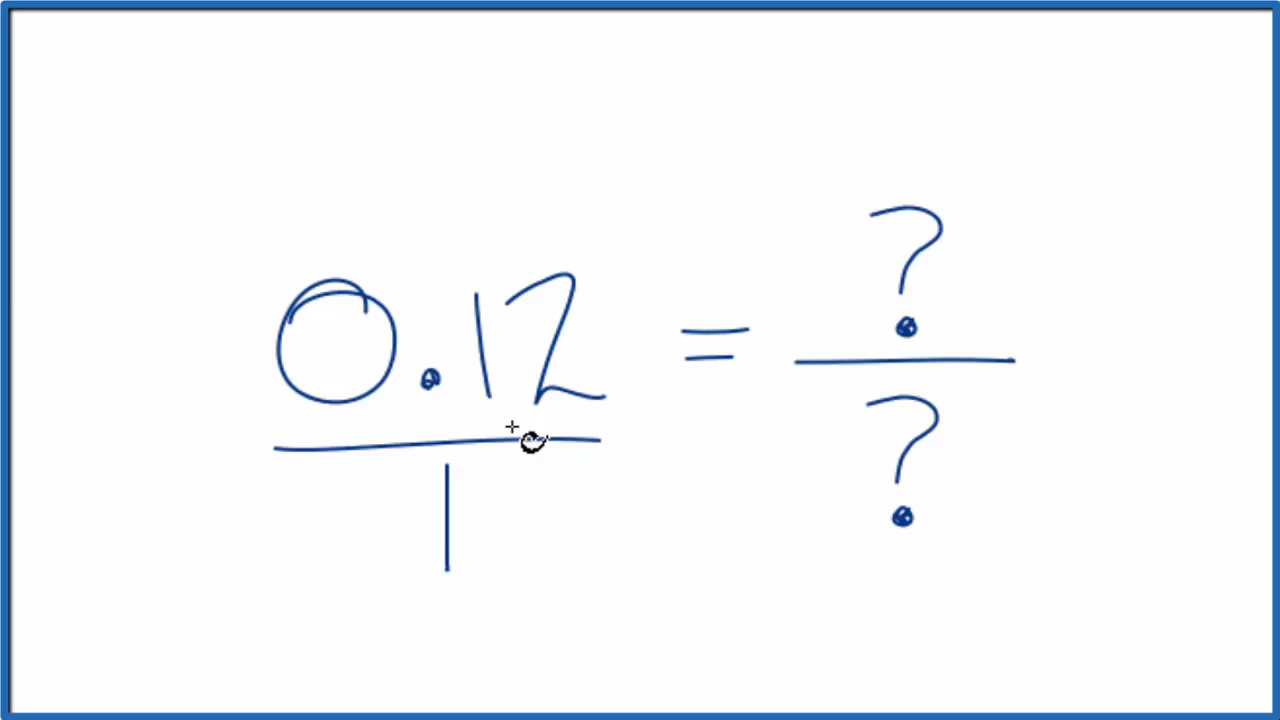 0.12 = ?
1 ?